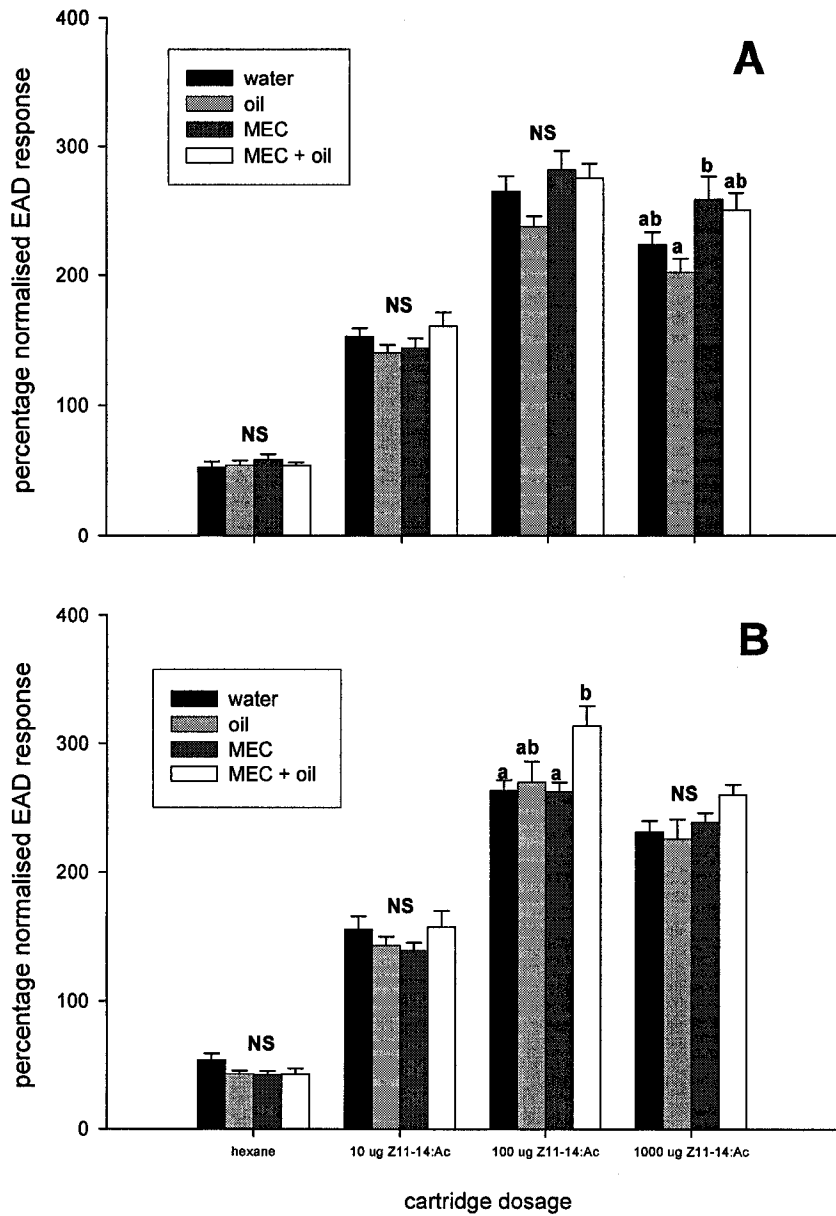 400
300
200
100
0
percentage normalised EAD response
A
water
oil
MEC
MEC + oil
NS
NS
NS
ab
a
b
ab
400
300
200
100
0
percentage normalised EAD response
B
water
oil
MEC
MEC + oil
NS
NS
a
ab
a
b
NS
hexane
10 ug Z11-14:Ac
100 ug Z11-14:Ac
1000 ug Z11-14:Ac
cartridge dosage